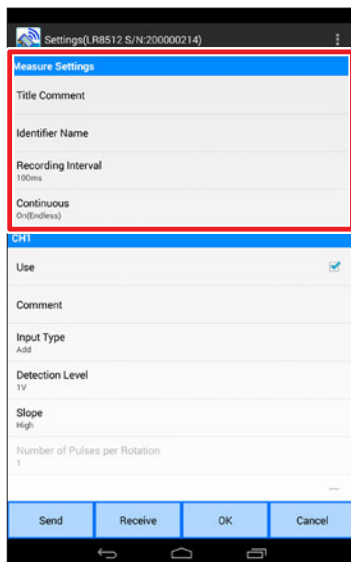 Settings(LR8512 S/N:200000214)
Measure Settings
Title Comment
Identifier Name
Recording Interval
100ms
Continuous
On(Endless)
CH1
Use
Comment
Input Type
Add
Detection Level
1V
Slope
High
Number of Pulses per Rotation
1
Send Receive OK Cancel